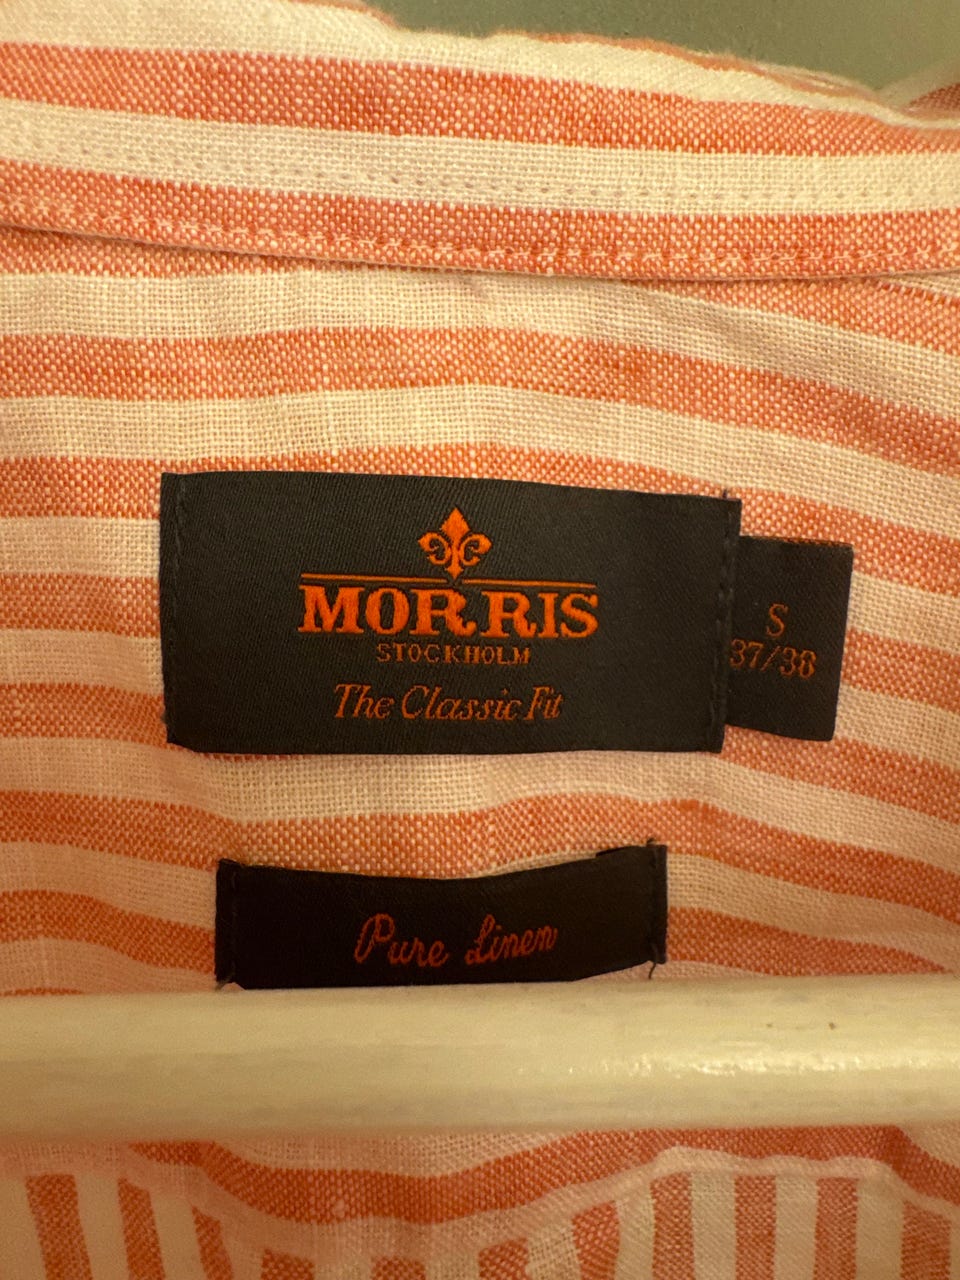 MORRIS
STOCKHOLM
The Classic Fit
S
37/38
Pure Linen